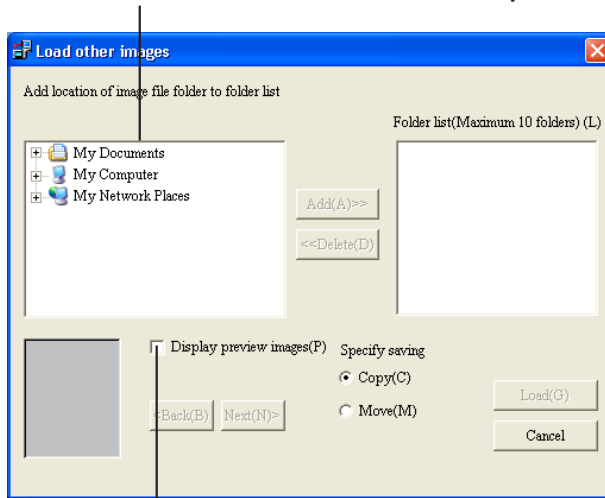 Load other images
Add location of image file folder to folder list
Folder list(Maximum 10 folders) (L)
My Documents
My Computer
My Network Places
Add(A)>>
<<Delete(D)
Display preview images(P)
Specify saving
Copy(C)
<Back(B)
Next(N)>
Move(M)
Load(G)
Cancel